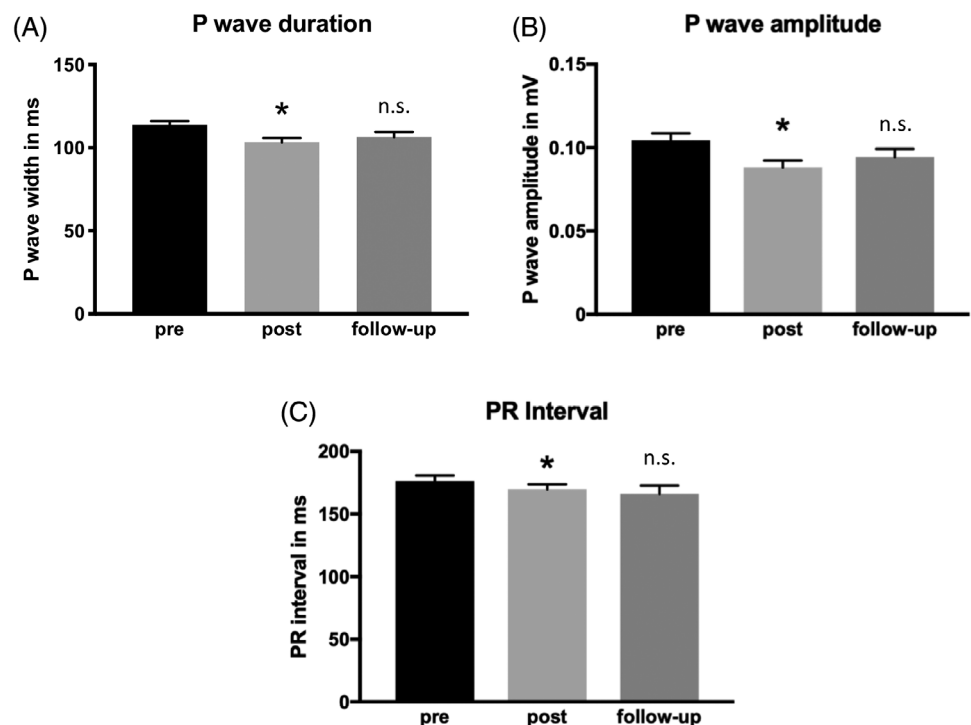 (A)
P wave duration
P wave width in ms
150
100
50
0
*
n.s.
pre post follow-up
(B)
P wave amplitude
P wave amplitude in mV
0.15
0.10
0.05
0
*
n.s.
pre post follow-up
(C)
PR Interval
PR interval in ms
200
150
100
50
0
*
n.s.
pre post follow-up